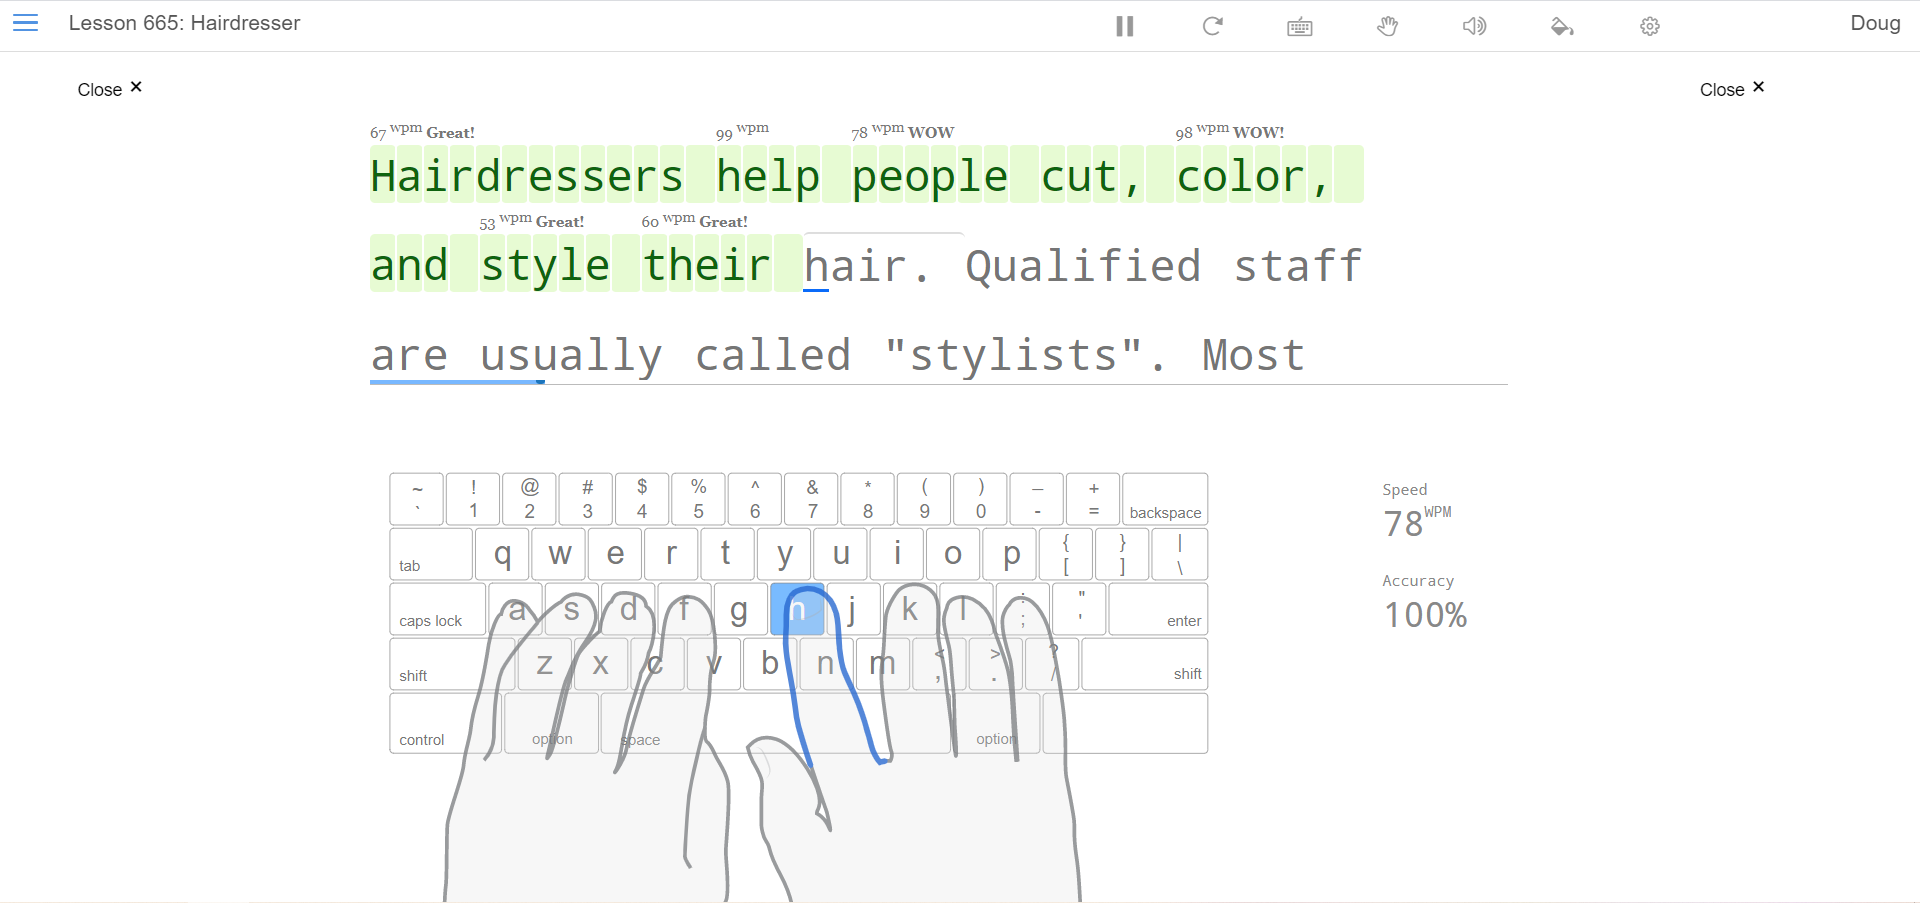 Lesson 665: Hairdresser
Doug
Close ✕
Close ✕
67 wpm Great! 99 wpm 78 wpm WOW 98 wpm WOW!
Hairdressers help people cut, color,
53 wpm Great! 60 wpm Great!
and style their hair. Qualified staff
are usually called "stylists". Most
~ ! @ # $ % ^ & * ( ) _ +
` 1 2 3 4 5 6 7 8 9 0 - = backspace
tab q w e r t y u i o p { [ } ] | \
caps lock a s d f g h j k l : ; " ' enter
shift z x c v b n m < , > . ? / shift
control option space option
Speed
78 WPM
Accuracy
100%